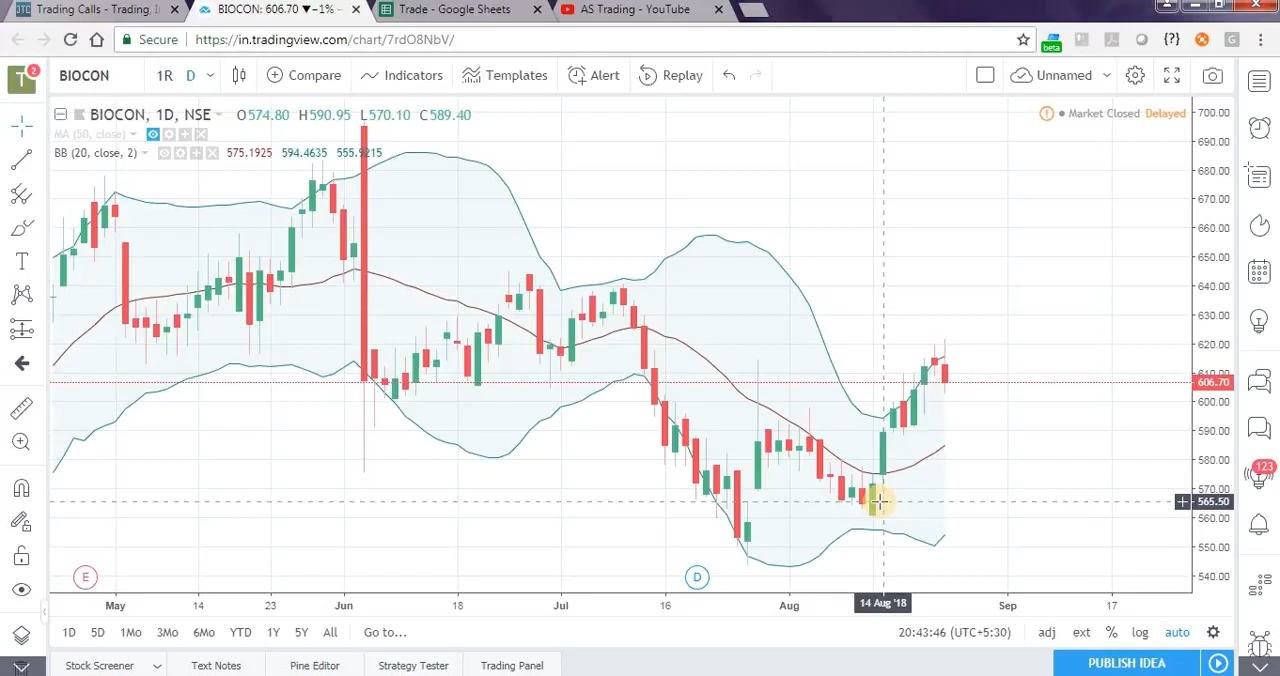 Trading Calls - Trading, I
BIOCON: 606.70 ▼−1%
Trade - Google Sheets
AS Trading - YouTube
Secure
https://in.tradingview.com/chart/7rdO8NbV/
beta
{?}
G
T
2
BIOCON
1R
D
Compare
Indicators
Templates
Alert
Replay
Unnamed
BIOCON, 1D, NSE
O574.80 H590.95 L570.10 C589.40
Market Closed Delayed
MA (50, close)
BB (20, close, 2)
575.1925 594.4635 555.9215
700.00
690.00
680.00
670.00
660.00
650.00
640.00
630.00
620.00
610.00
606.70
600.00
590.00
580.00
570.00
565.50
560.00
550.00
540.00
123
T
E
D
May 14 23 Jun 18 Jul 16 Aug 14 Aug '18 Sep 17
1D 5D 1Mo 3Mo 6Mo YTD 1Y 5Y All Go to...
20:43:46 (UTC+5:30) adj ext % log auto
Stock Screener Text Notes Pine Editor Strategy Tester Trading Panel
PUBLISH IDEA